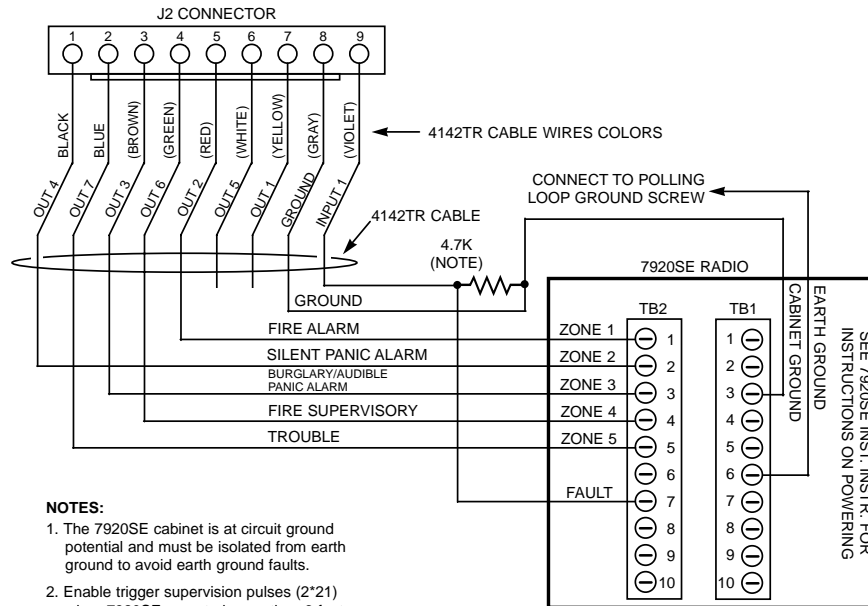 J2 CONNECTOR
1 2 3 4 5 6 7 8 9
BLACK
BLUE
(BROWN)
(GREEN)
(RED)
(WHITE)
(YELLOW)
(GRAY)
(VIOLET)
4142TR CABLE WIRES COLORS
OUT 4
OUT 7
OUT 3
OUT 6
OUT 2
OUT 5
OUT 1
GROUND
INPUT 1
CONNECT TO POLLING
LOOP GROUND SCREW
4142TR CABLE
4.7K
(NOTE)
7920SE RADIO
GROUND
FIRE ALARM
SILENT PANIC ALARM
BURGLARY/AUDIBLE
PANIC ALARM
FIRE SUPERVISORY
TROUBLE
ZONE 1
ZONE 2
ZONE 3
ZONE 4
ZONE 5
FAULT
TB2
1
2
3
4
5
6
7
8
9
10
TB1
1
2
3
4
5
6
7
8
9
10
CABINET GROUND
EARTH GROUND
SEE 7920SE INST. INSTR. FOR
INSTRUCTIONS ON POWERING
NOTES:
1. The 7920SE cabinet is at circuit ground
potential and must be isolated from earth
ground to avoid earth ground faults.
2. Enable trigger supervision pulses (2*21)